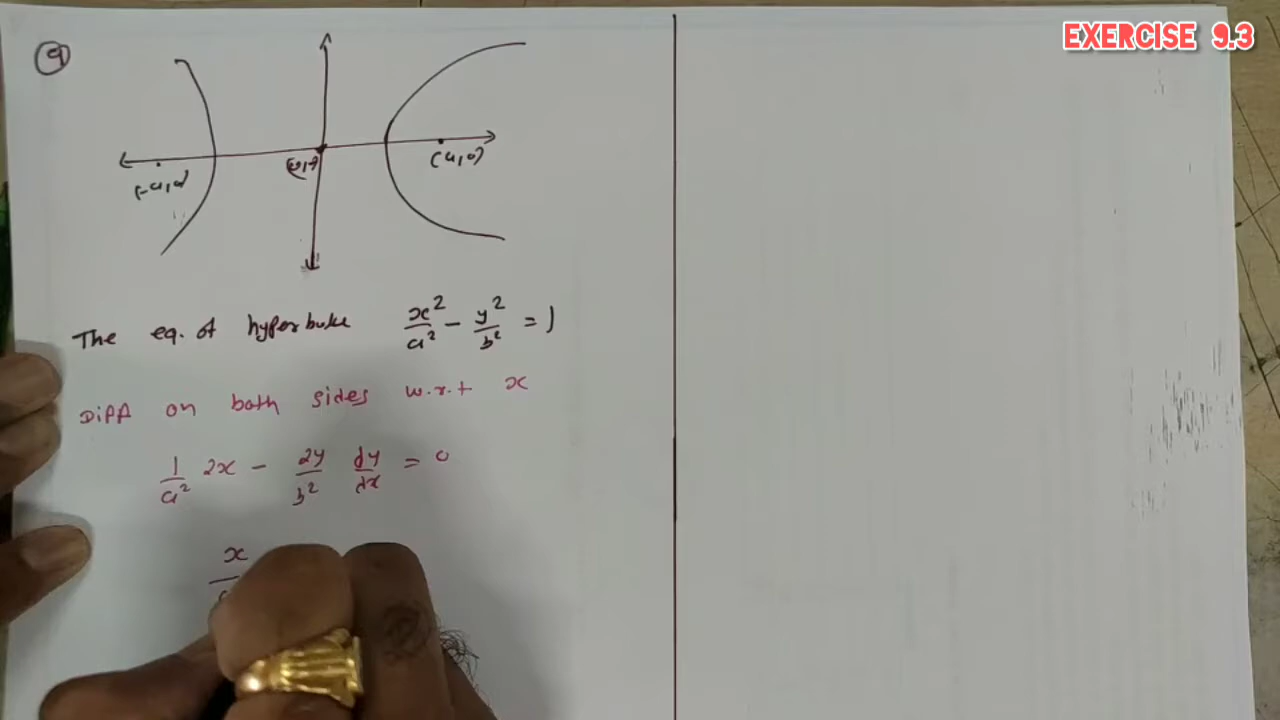 EXERCISE 9.3
9
(0,0)
(a,0)
(-a,0)
The eq. of hyperbola x²/a² - y²/b² = 1
Diff on both sides w.r.t x
1/a² 2x - 2y/b² dy/dx = 0
x